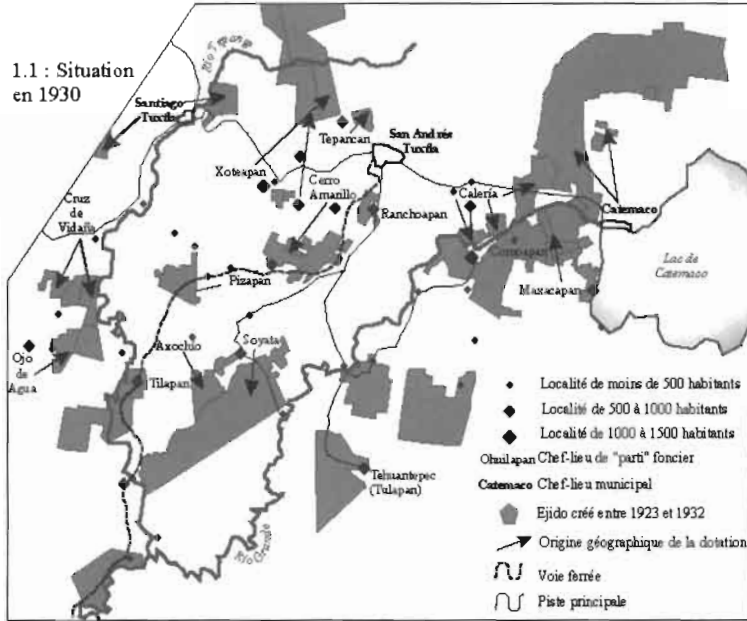 1.1 : Situation
en 1930
Río Tepango
Santiago
Tuxtla
Tepancan
San Andrés
Tuxtla
Xoteapan
Cerro
Amarillo
Calería
Cruz
de
Vidaña
Ranchoapan
Catemaco
Comoapan
Lac de
Catemaco
Pizapan
Maxacapan
Axochio
Soyata
Ojo
de
Agua
Tilapan
Tehuantepec
(Tulapan)
Río Grande
Localité de moins de 500 habitants
Localité de 500 à 1000 habitants
Localité de 1000 à 1500 habitants
Ohuilapan Chef-lieu de "parti" foncier
Catemaco Chef-lieu municipal
Ejido créé entre 1923 et 1932
Origine géographique de la dotation
Voie ferrée
Piste principale